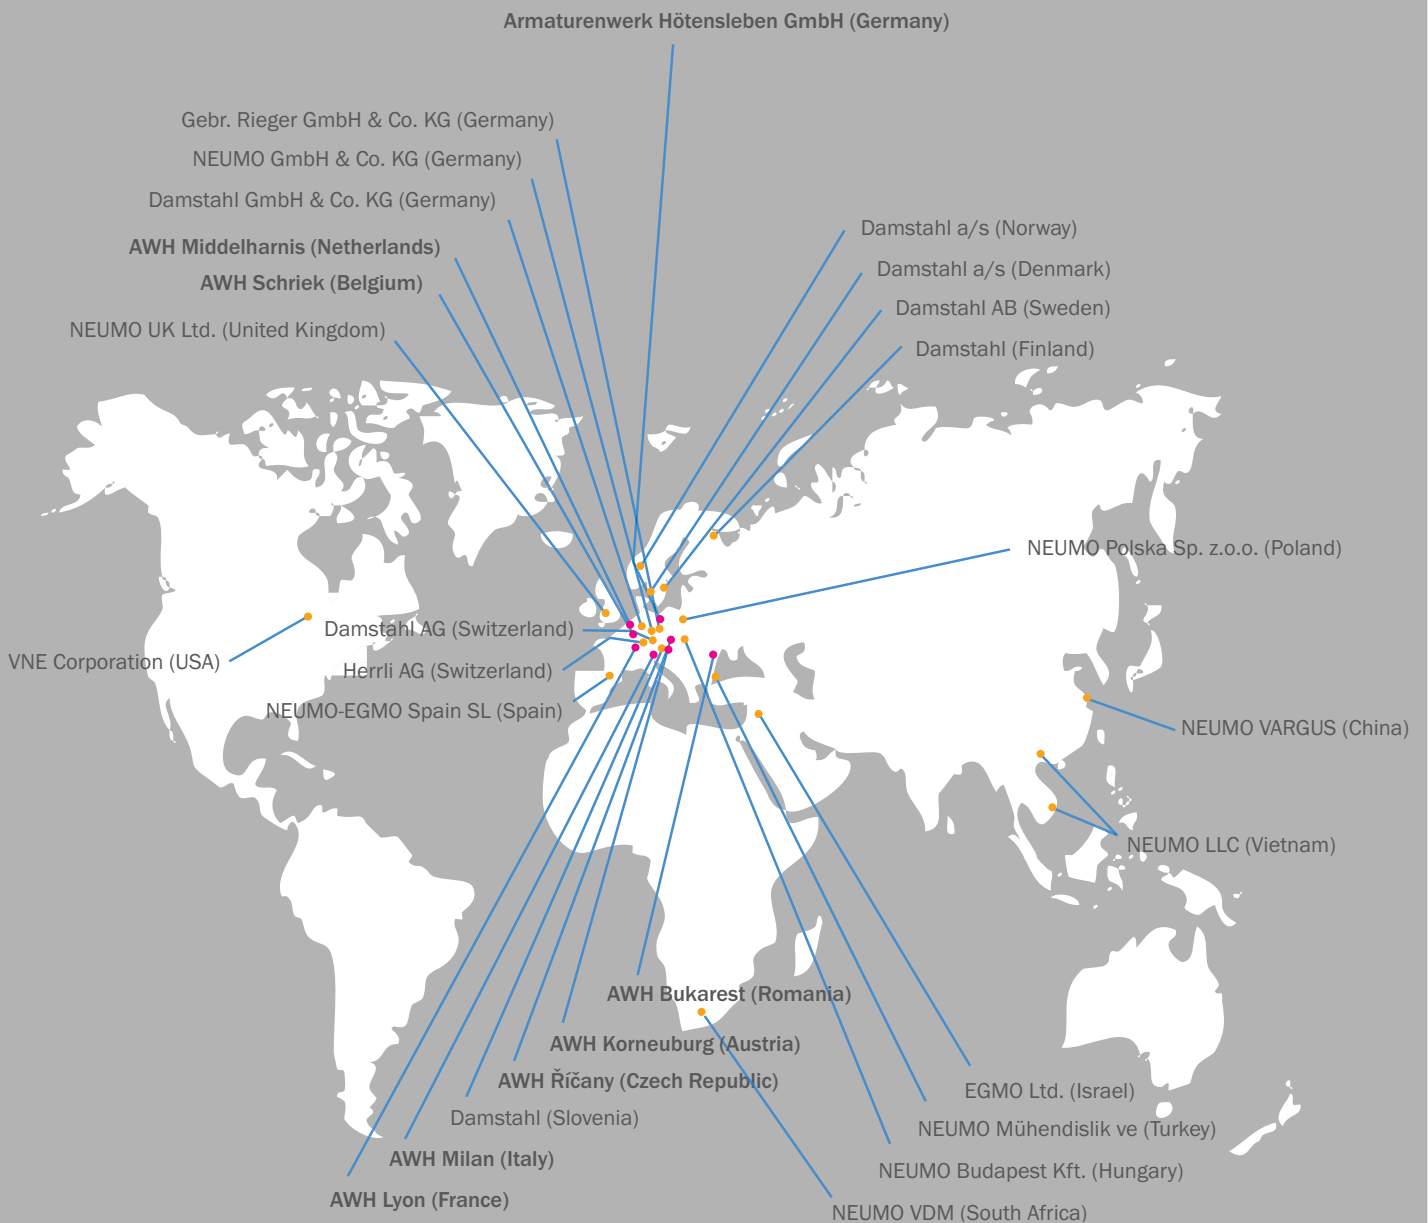 Armaturenwerk Hötensleben GmbH (Germany)
Gebr. Rieger GmbH & Co. KG (Germany)
NEUMO GmbH & Co. KG (Germany)
Damstahl GmbH & Co. KG (Germany)
AWH Middelharnis (Netherlands)
AWH Schriek (Belgium)
NEUMO UK Ltd. (United Kingdom)
Damstahl a/s (Norway)
Damstahl a/s (Denmark)
Damstahl AB (Sweden)
Damstahl (Finland)
NEUMO Polska Sp. z.o.o. (Poland)
Damstahl AG (Switzerland)
VNE Corporation (USA)
Herrli AG (Switzerland)
NEUMO-EGMO Spain SL (Spain)
NEUMO VARGUS (China)
NEUMO LLC (Vietnam)
AWH Bukarest (Romania)
AWH Korneuburg (Austria)
AWH Říčany (Czech Republic)
Damstahl (Slovenia)
AWH Milan (Italy)
AWH Lyon (France)
EGMO Ltd. (Israel)
NEUMO Mühendislik ve (Turkey)
NEUMO Budapest Kft. (Hungary)
NEUMO VDM (South Africa)